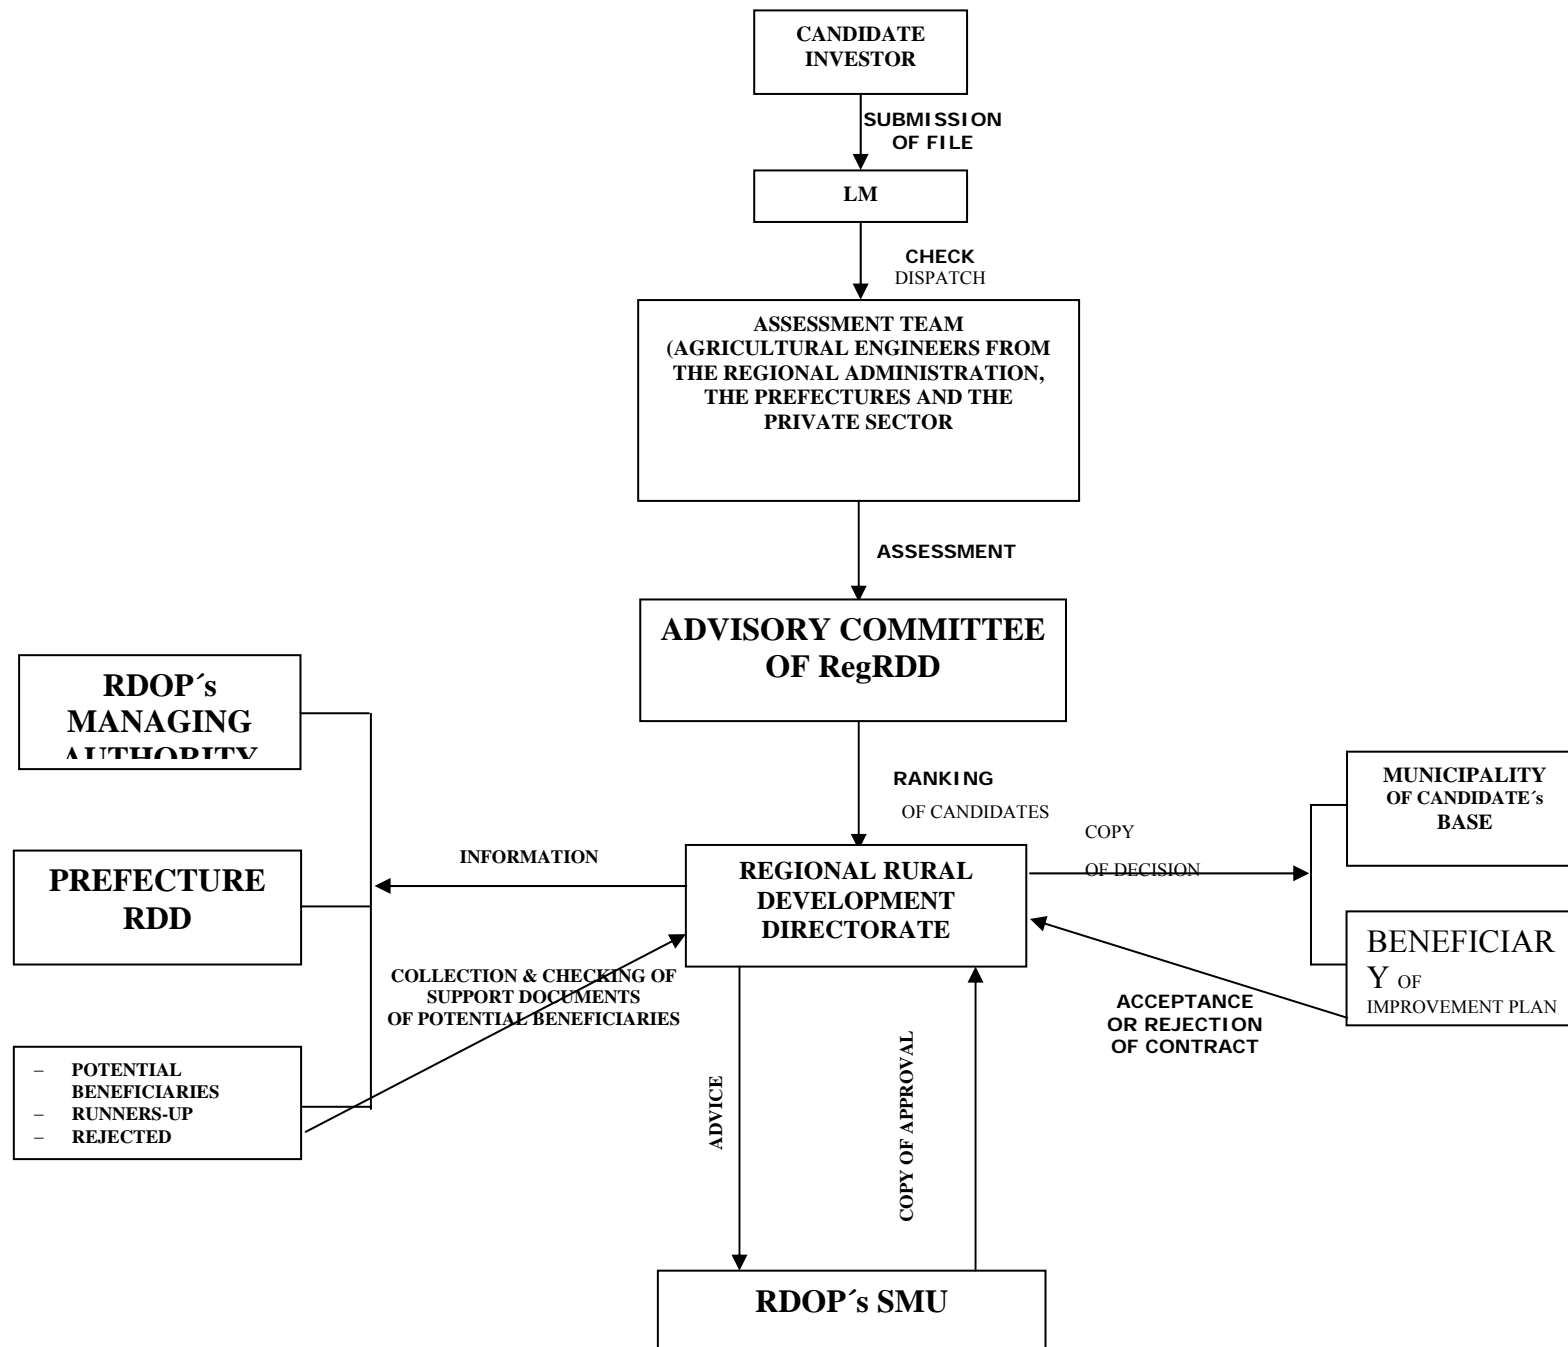 CANDIDATE
INVESTOR
SUBMISSION
OF FILE
LM
CHECK
DISPATCH
ASSESSMENT TEAM
(AGRICULTURAL ENGINEERS FROM
THE REGIONAL ADMINISTRATION,
THE PREFECTURES AND THE
PRIVATE SECTOR
ASSESSMENT
ADVISORY COMMITTEE
OF RegRDD
RDOP´s
MANAGING
AUTHORITY
RANKING
OF CANDIDATES
MUNICIPALITY
OF CANDIDATE´s
BASE
COPY
OF DECISION
INFORMATION
REGIONAL RURAL
DEVELOPMENT
DIRECTORATE
PREFECTURE
RDD
BENEFICIAR
Y OF
IMPROVEMENT PLAN
COLLECTION & CHECKING OF
SUPPORT DOCUMENTS
OF POTENTIAL BENEFICIARIES
ACCEPTANCE
OR REJECTION
OF CONTRACT
– POTENTIAL
BENEFICIARIES
– RUNNERS-UP
– REJECTED
ADVICE
COPY OF APPROVAL
RDOP´s SMU